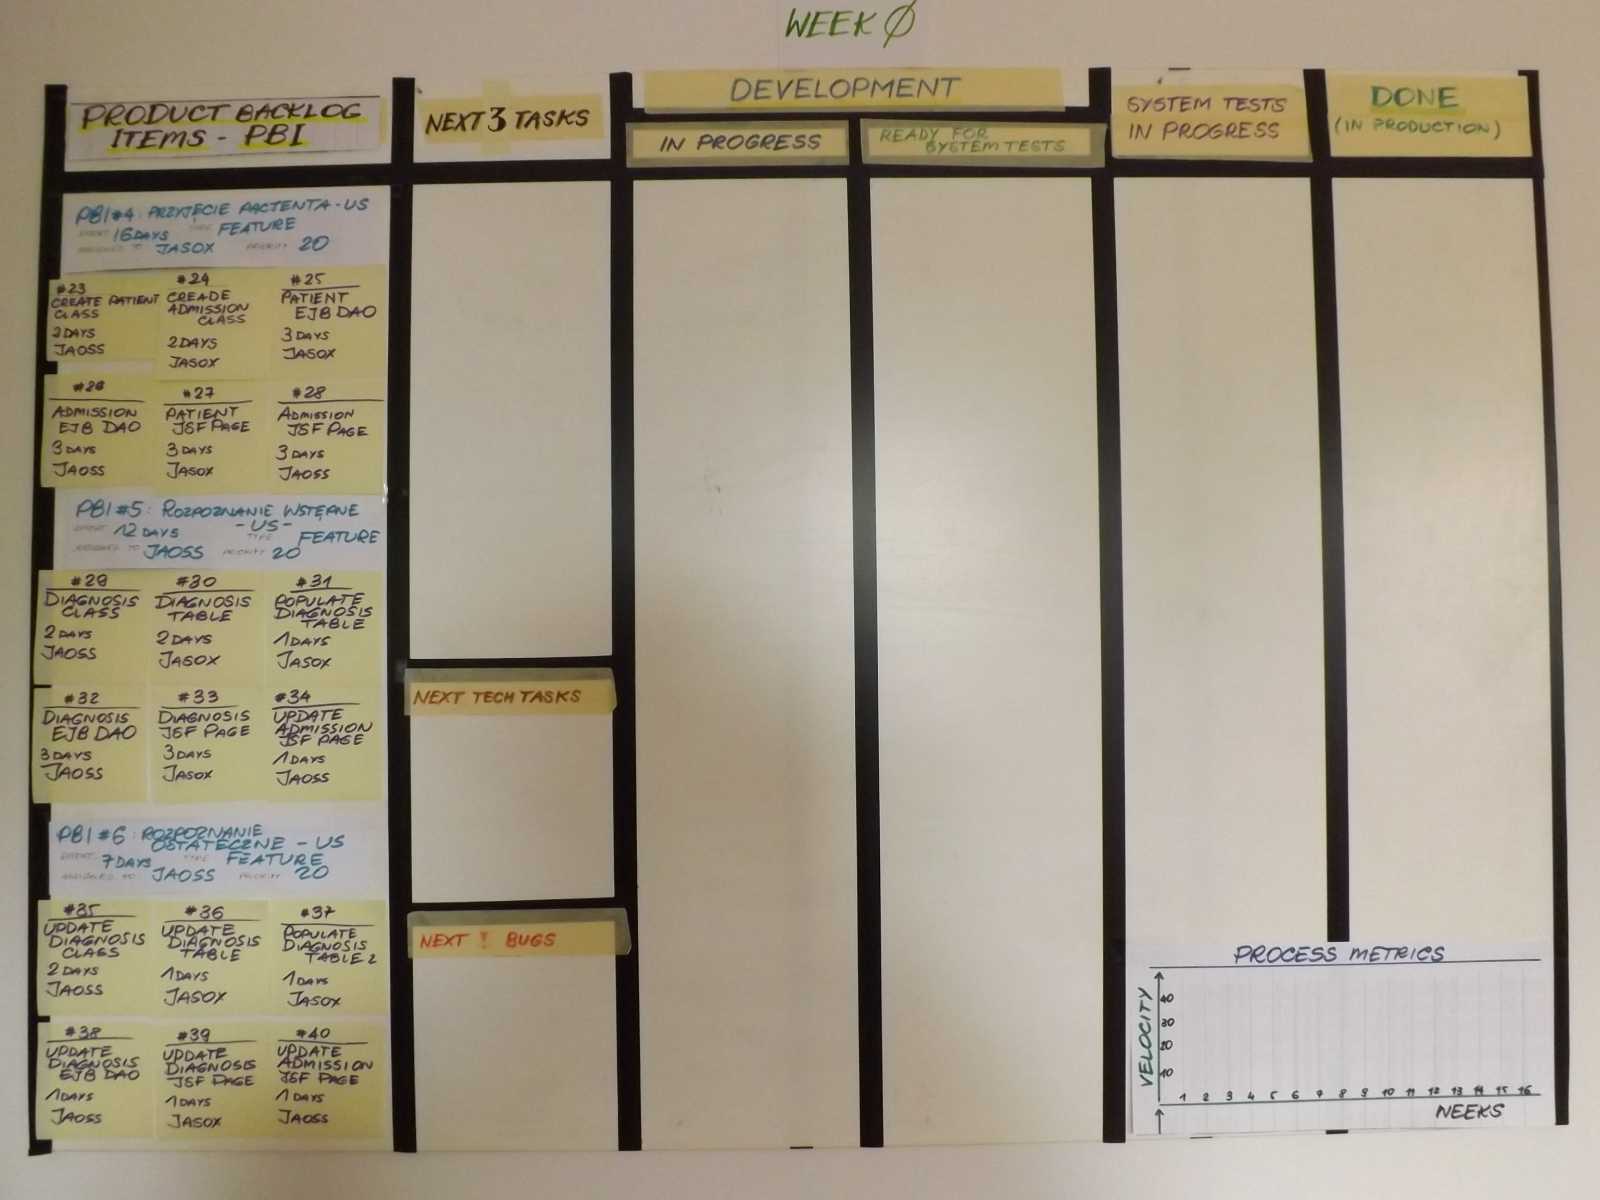 WEEK 0
PRODUCT BACKLOG
ITEMS - PBI
NEXT 3 TASKS
DEVELOPMENT
IN PROGRESS
READY FOR
SYSTEM TESTS
SYSTEM TESTS
IN PROGRESS
DONE
(IN PRODUCTION)
PBI#4: PRZYJĘCIE PACJENTA - US
EFFORT 16 DAYS TYPE FEATURE
ASSIGNED TO JASOX PRIORITY 20
#23
CREATE PATIENT
CLASS
2 DAYS
JAOSS
#24
CREADE
ADMISSION
CLASS
2 DAYS
JASOX
#25
PATIENT
EJB DAO
3 DAYS
JASOX
#26
ADMISSION
EJB DAO
3 DAYS
JAOSS
#27
PATIENT
JSF PAGE
3 DAYS
JASOX
#28
ADMISSION
JSF PAGE
3 DAYS
JAOSS
PBI#5: ROZPOZNANIE WSTĘPNE
- US -
EFFORT 12 DAYS TYPE FEATURE
ASSIGNED TO JAOSS PRIORITY 20
#29
DIAGNOSIS
CLASS
2 DAYS
JAOSS
#30
DIAGNOSIS
TABLE
2 DAYS
JASOX
#31
POPULATE
DIAGNOSIS
TABLE
1 DAYS
JASOX
#32
DIAGNOSIS
EJB DAO
3 DAYS
JAOSS
#33
DIAGNOSIS
JSF PAGE
3 DAYS
JASOX
#34
UPDATE
ADMISSION
JSF PAGE
1 DAYS
JAOSS
PBI#6: ROZPOZNANIE
OSTATECZNE - US
EFFORT 7 DAYS TYPE FEATURE
ASSIGNED TO JAOSS PRIORITY 20
#35
UPDATE
DIAGNOSIS
CLASS
2 DAYS
JAOSS
#36
UPDATE
DIAGNOSIS
TABLE
1 DAYS
JASOX
#37
POPULATE
DIAGNOSIS
TABLE 2
1 DAYS
JASOX
#38
UPDATE
DIAGNOSIS
EJB DAO
1 DAYS
JAOSS
#39
UPDATE
DIAGNOSIS
JSF PAGE
1 DAYS
JASOX
#40
UPDATE
ADMISSION
JSF PAGE
1 DAYS
JAOSS
NEXT TECH TASKS
NEXT ! BUGS
PROCESS METRICS
VELOCITY
40
30
20
10
1 2 3 4 5 6 7 8 9 10 11 12 13 14 15 16
WEEKS